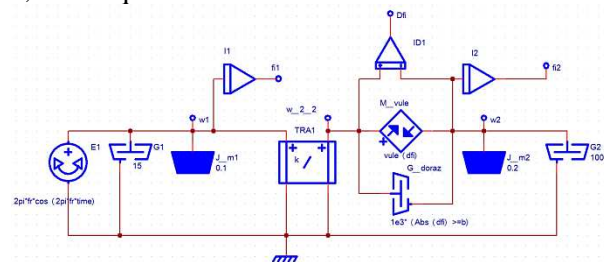 Dfi
ID1
I1
fi1
I2
fi2
w_2_2
M_vule
w1
w2
TRA1
E1
G1
15
J_m1
0.1
k /
vule (dfi)
G_doraz
J_m2
0.2
G2
100
2pi*fr*cos (2pi*fr*time)
1e3* (Abs (dfi) >=b)